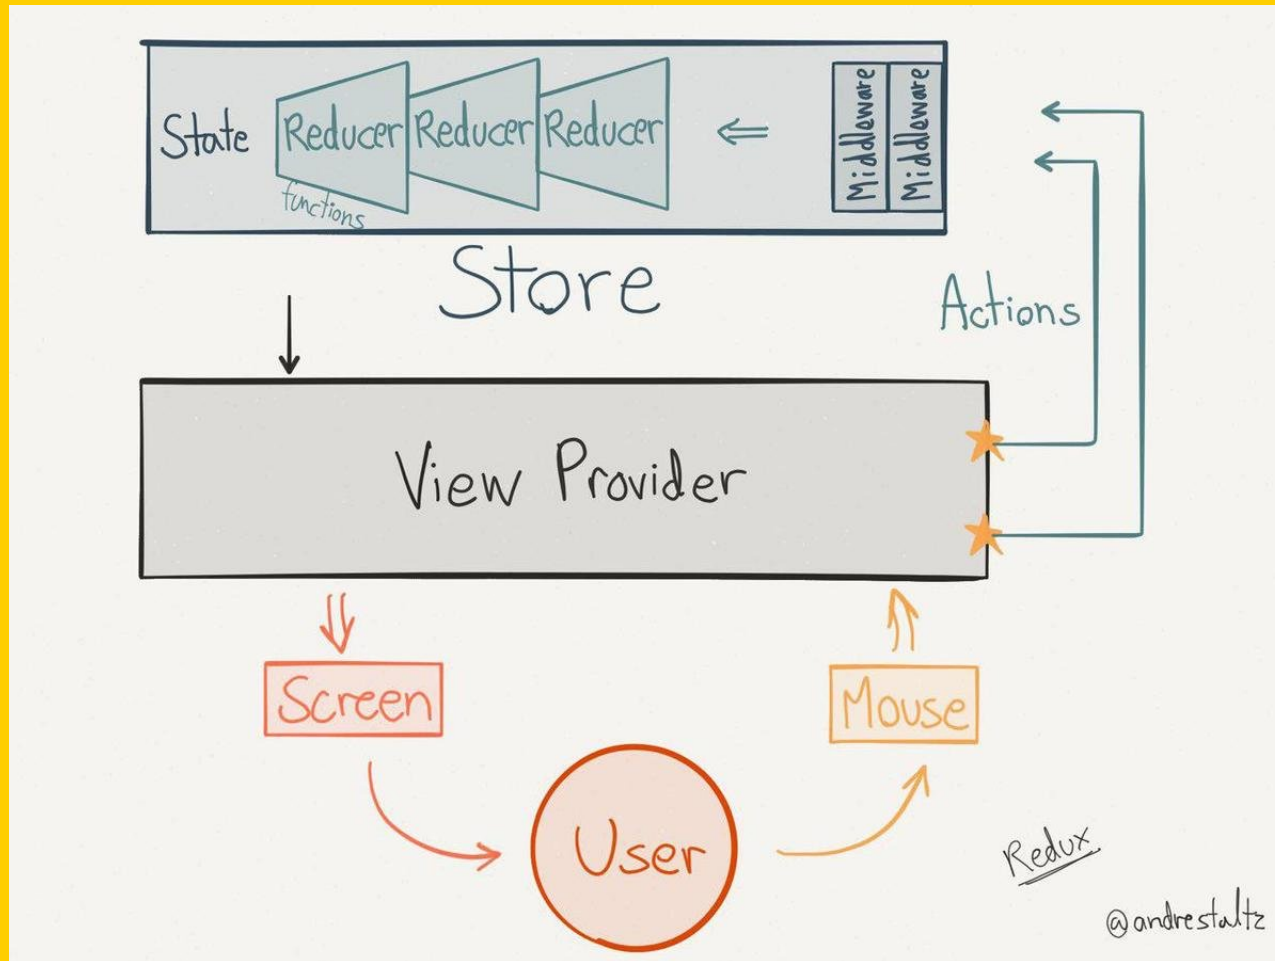 State
Reducer
Reducer
Reducer
functions
Middleware
Middleware
Store
Actions
View Provider
Screen
Mouse
User
Redux
@andrestaltz